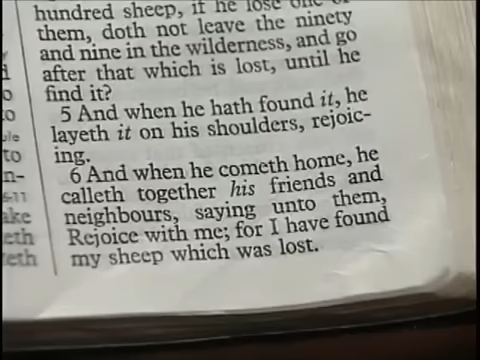 hundred sheep, if he lose one of
them, doth not leave the ninety
and nine in the wilderness, and go
after that which is lost, until he
find it?
5 And when he hath found it, he
layeth it on his shoulders, rejoic-
ing.
6 And when he cometh home, he
calleth together his friends and
neighbours, saying unto them,
Rejoice with me; for I have found
my sheep which was lost.